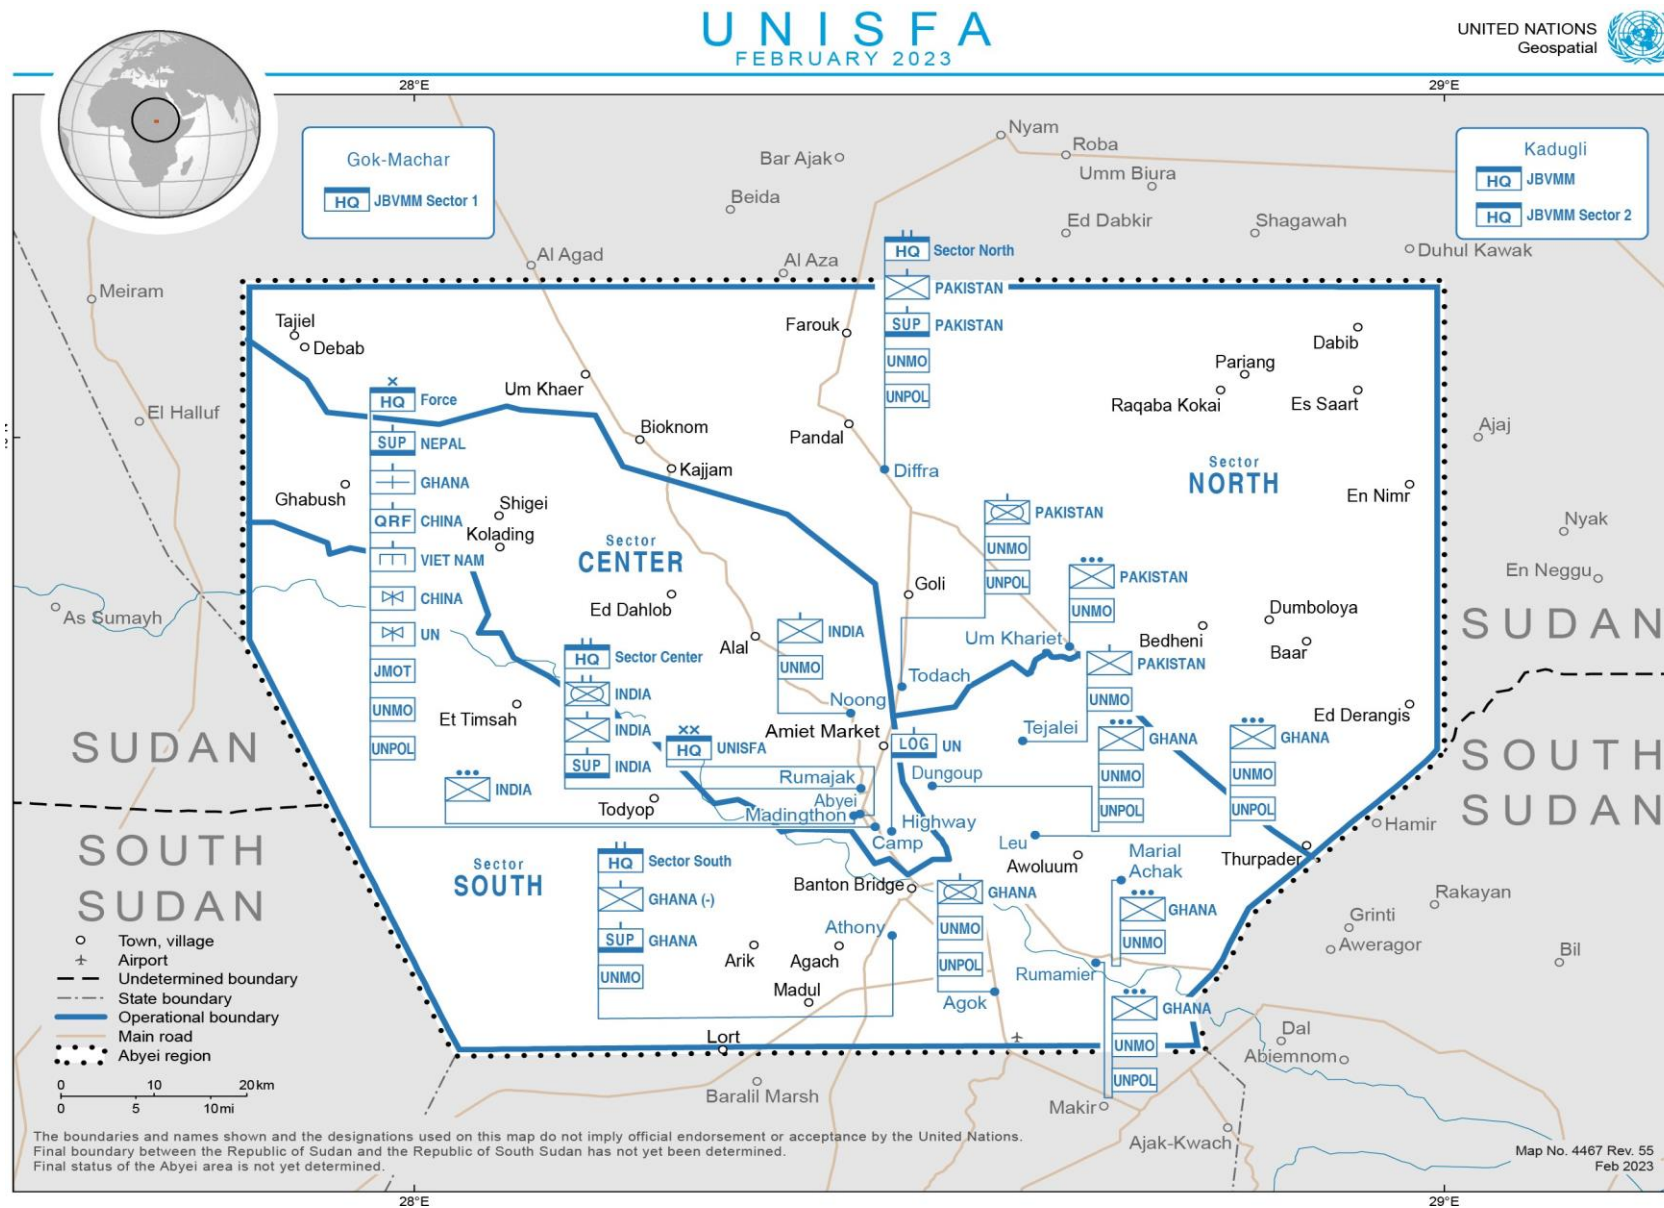 UNISFA
FEBRUARY 2023
UNITED NATIONS
Geospatial
28°E
29°E
Gok-Machar
HQ JBVMM Sector 1
Kadugli
HQ JBVMM
HQ JBVMM Sector 2
Nyam
Roba
Bar Ajak
Umm Biura
Beida
Ed Dabkir
Shagawah
Duhul Kawak
Al Agad
Al Aza
Meiram
HQ Sector North
PAKISTAN
SUP PAKISTAN
UNMO
UNPOL
Diffra
Tajiel
Debab
Farouk
Dabib
Um Khaer
Pariang
Raqaba Kokai
Es Saart
El Halluf
Bioknom
Pandal
Ajaj
Kajjam
HQ Force
SUP NEPAL
GHANA
QRF CHINA
VIET NAM
CHINA
UN
JMOT
UNMO
UNPOL
Ghabush
Shigei
Kolading
Sector
CENTER
Sector
NORTH
En Nimr
Nyak
En Neggu
PAKISTAN
UNMO
UNPOL
PAKISTAN
UNMO
Goli
Ed Dahlob
Alal
INDIA
UNMO
Noong
Um Khariet
Todach
Bedheni
Dumboloya
Baar
As Sumayh
SUDAN
PAKISTAN
UNMO
Tejalei
HQ Sector Center
INDIA
INDIA
SUP INDIA
Et Timsah
HQ UNISFA
Amiet Market
LOG UN
Ed Derangis
GHANA
UNMO
UNPOL
GHANA
UNMO
UNPOL
SUDAN
SOUTH
SUDAN
INDIA
Todyop
Rumajak
Abyei
Madingthon
Dungoup
Highway
Camp
Leu
Awoluum
Marial
Achak
Thurpader
Hamir
SOUTH
SUDAN
Sector
SOUTH
HQ Sector South
GHANA (-)
SUP GHANA
UNMO
Banton Bridge
Athony
GHANA
UNMO
UNPOL
Agok
GHANA
UNMO
Rumamier
GHANA
UNMO
UNPOL
Rakayan
Grinti
Aweragor
Bil
Arik
Agach
Madul
Lort
Dal
Abiemnom
Baralil Marsh
Makir
Ajak-Kwach
Town, village
Airport
Undetermined boundary
State boundary
Operational boundary
Main road
Abyei region
0 10 20 km
0 5 10 mi
The boundaries and names shown and the designations used on this map do not imply official endorsement or acceptance by the United Nations.
Final boundary between the Republic of Sudan and the Republic of South Sudan has not yet been determined.
Final status of the Abyei area is not yet determined.
Map No. 4467 Rev. 55
Feb 2023
28°E
29°E